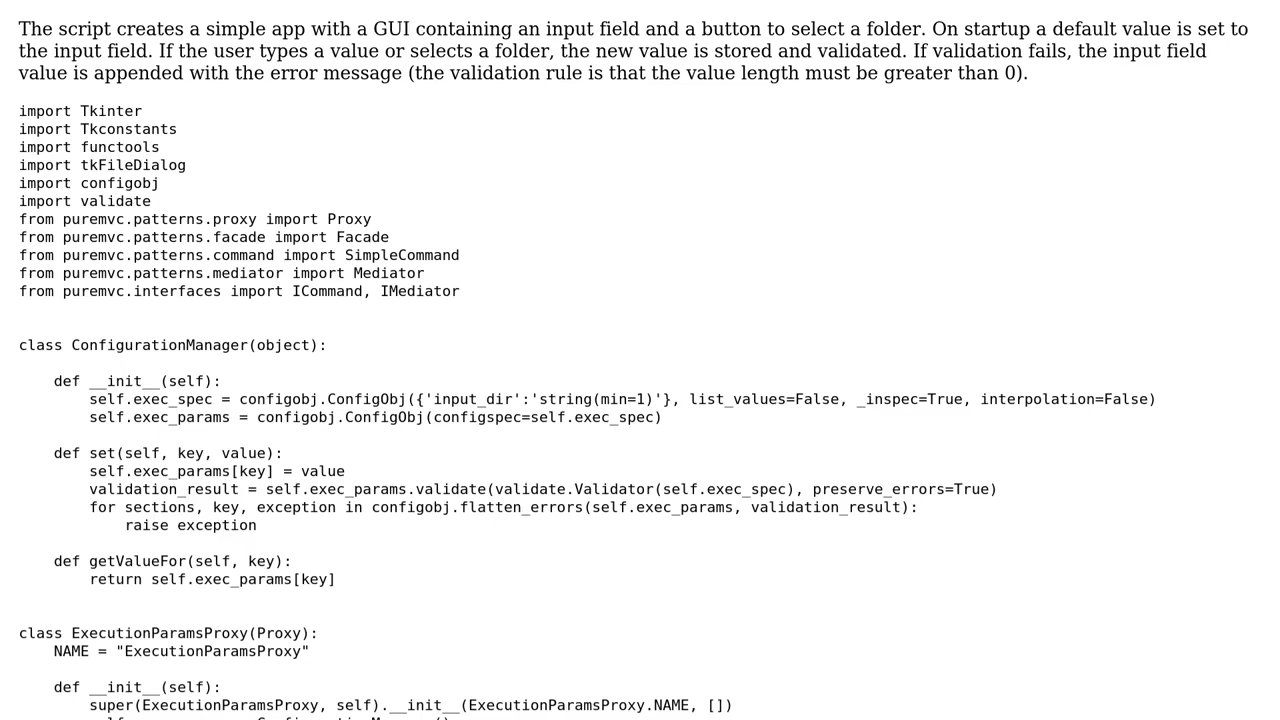 The script creates a simple app with a GUI containing an input field and a button to select a folder. On startup a default value is set to
the input field. If the user types a value or selects a folder, the new value is stored and validated. If validation fails, the input field
value is appended with the error message (the validation rule is that the value length must be greater than 0).
import Tkinter
import Tkconstants
import functools
import tkFileDialog
import configobj
import validate
from puremvc.patterns.proxy import Proxy
from puremvc.patterns.facade import Facade
from puremvc.patterns.command import SimpleCommand
from puremvc.patterns.mediator import Mediator
from puremvc.interfaces import ICommand, IMediator
class ConfigurationManager(object):
    def __init__(self):
        self.exec_spec = configobj.ConfigObj({'input_dir':'string(min=1)'}, list_values=False, _inspec=True, interpolation=False)
        self.exec_params = configobj.ConfigObj(configspec=self.exec_spec)
    def set(self, key, value):
        self.exec_params[key] = value
        validation_result = self.exec_params.validate(validate.Validator(self.exec_spec), preserve_errors=True)
        for sections, key, exception in configobj.flatten_errors(self.exec_params, validation_result):
            raise exception
    def getValueFor(self, key):
        return self.exec_params[key]
class ExecutionParamsProxy(Proxy):
    NAME = "ExecutionParamsProxy"
    def __init__(self):
        super(ExecutionParamsProxy, self).__init__(ExecutionParamsProxy.NAME, [])